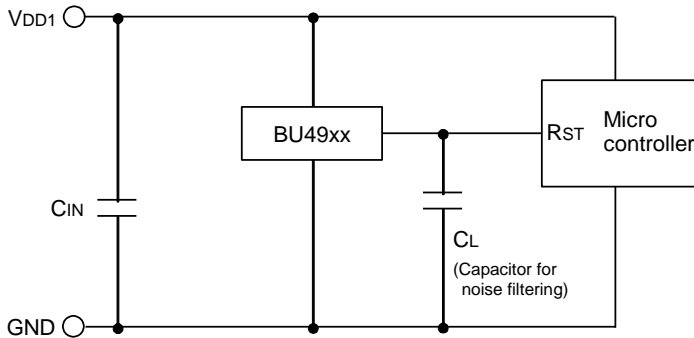 VDD1
BU49xx
RST
Micro
controller
CIN
CL
(Capacitor for
noise filtering)
GND